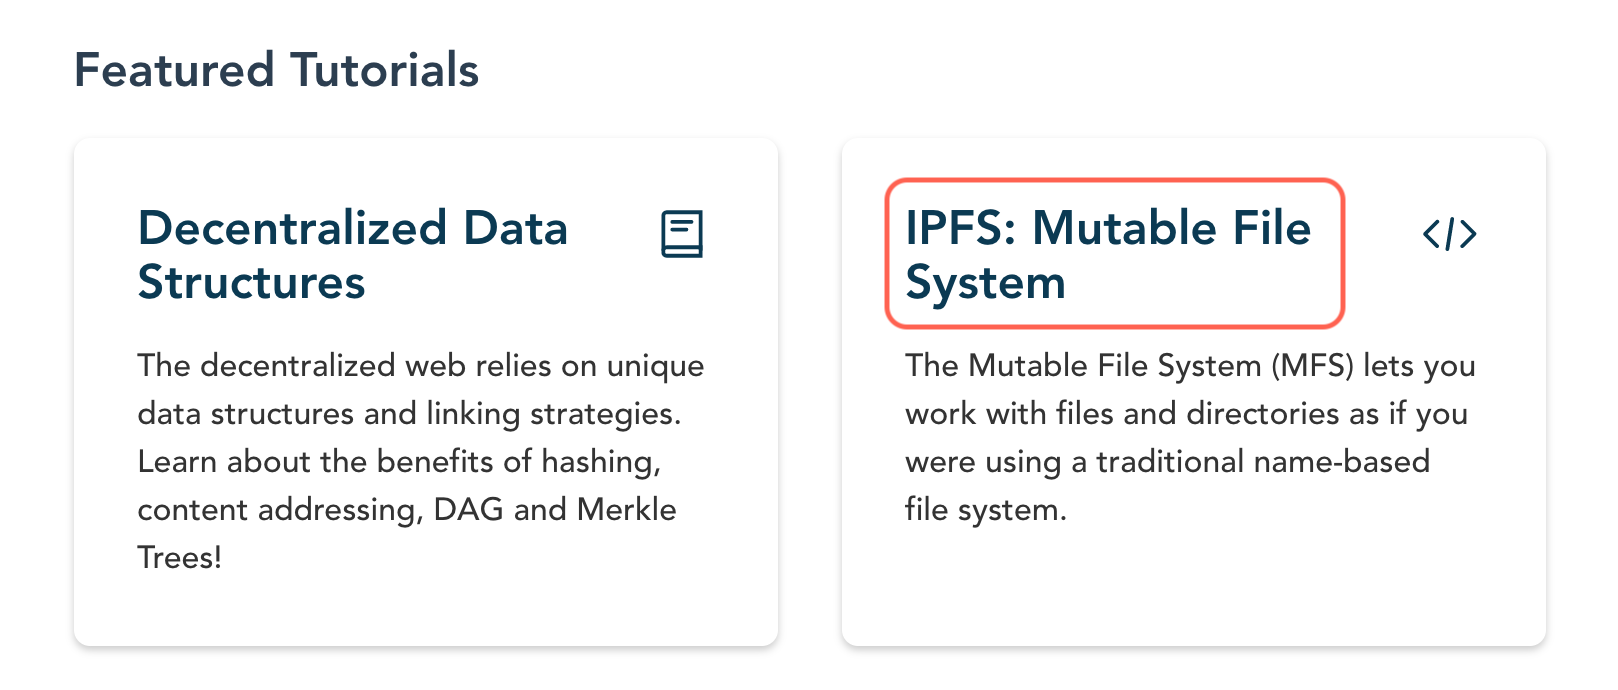 Featured Tutorials
Decentralized Data
Structures
The decentralized web relies on unique
data structures and linking strategies.
Learn about the benefits of hashing,
content addressing, DAG and Merkle
Trees!
IPFS: Mutable File
System
The Mutable File System (MFS) lets you
work with files and directories as if you
were using a traditional name-based
file system.